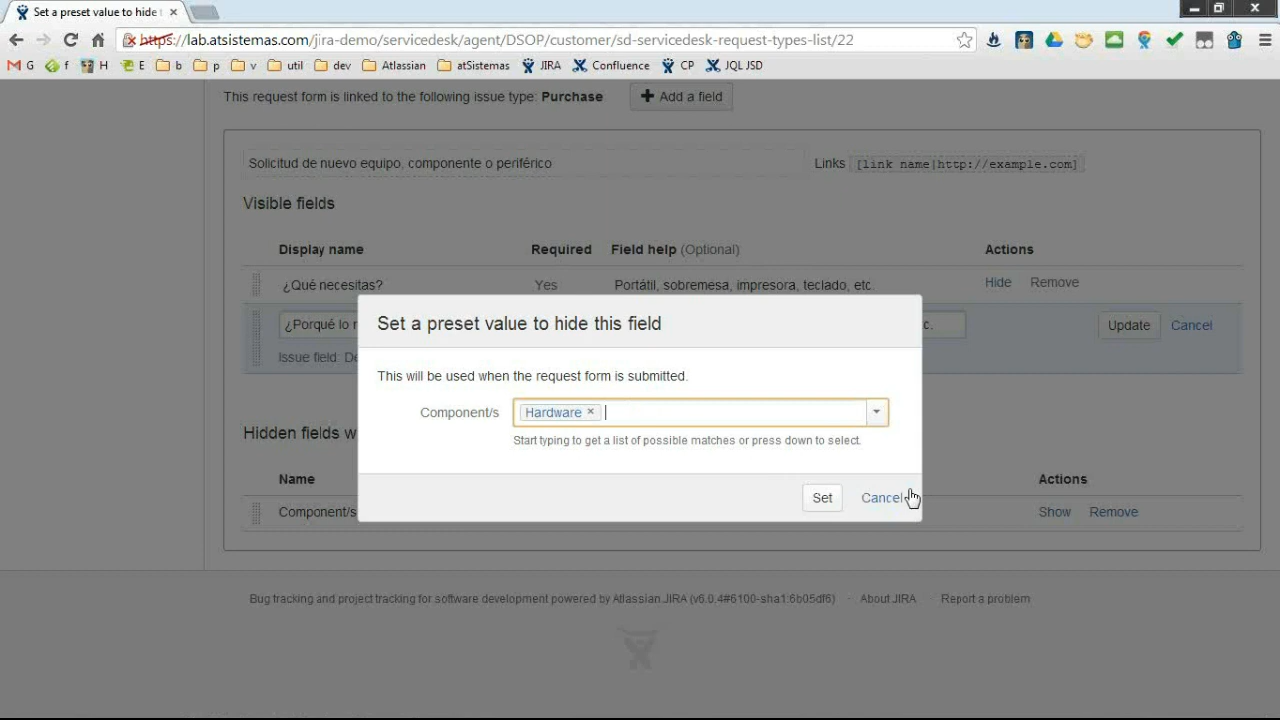 Set a preset value to hide t
https://lab.atsistemas.com/jira-demo/servicedesk/agent/DSOP/customer/sd-servicedesk-request-types-list/22
G f H E b p v util dev Atlassian atSistemas JIRA Confluence CP JQL JSD
This request form is linked to the following issue type: Purchase Add a field
Solicitud de nuevo equipo, componente o periférico Links [link name|http://example.com]
Visible fields
Display name Required Field help (Optional) Actions
¿Qué necesitas? Yes Portátil, sobremesa, impresora, teclado, etc. Hide Remove
Set a preset value to hide this field
¿Porqué lo c. Update Cancel
Issue field: De
This will be used when the request form is submitted.
Component/s Hardware ×
Start typing to get a list of possible matches or press down to select.
Hidden fields w
Name Actions
Set Cancel
Component/s Show Remove
Bug tracking and project tracking for software development powered by Atlassian JIRA (v6.0.4#6100-sha1:6b05df6) · About JIRA · Report a problem